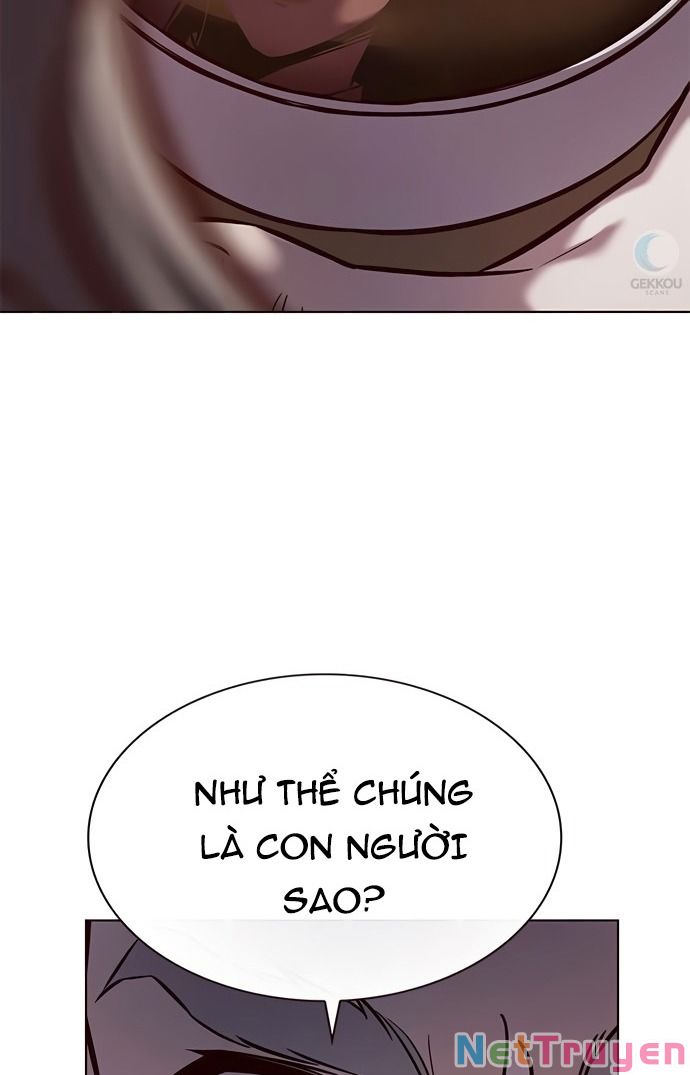 GEKKOU
SCANS
NHƯ THỂ CHÚNG
LÀ CON NGƯỜI
SAO?
NetTruyen